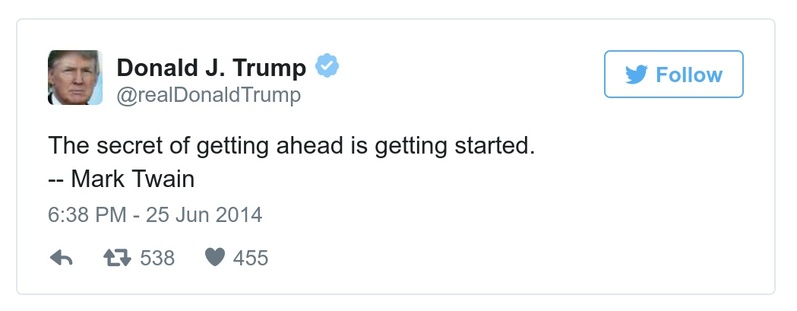 Donald J. Trump
@realDonaldTrump
Follow
The secret of getting ahead is getting started.
-- Mark Twain
6:38 PM - 25 Jun 2014
538 455